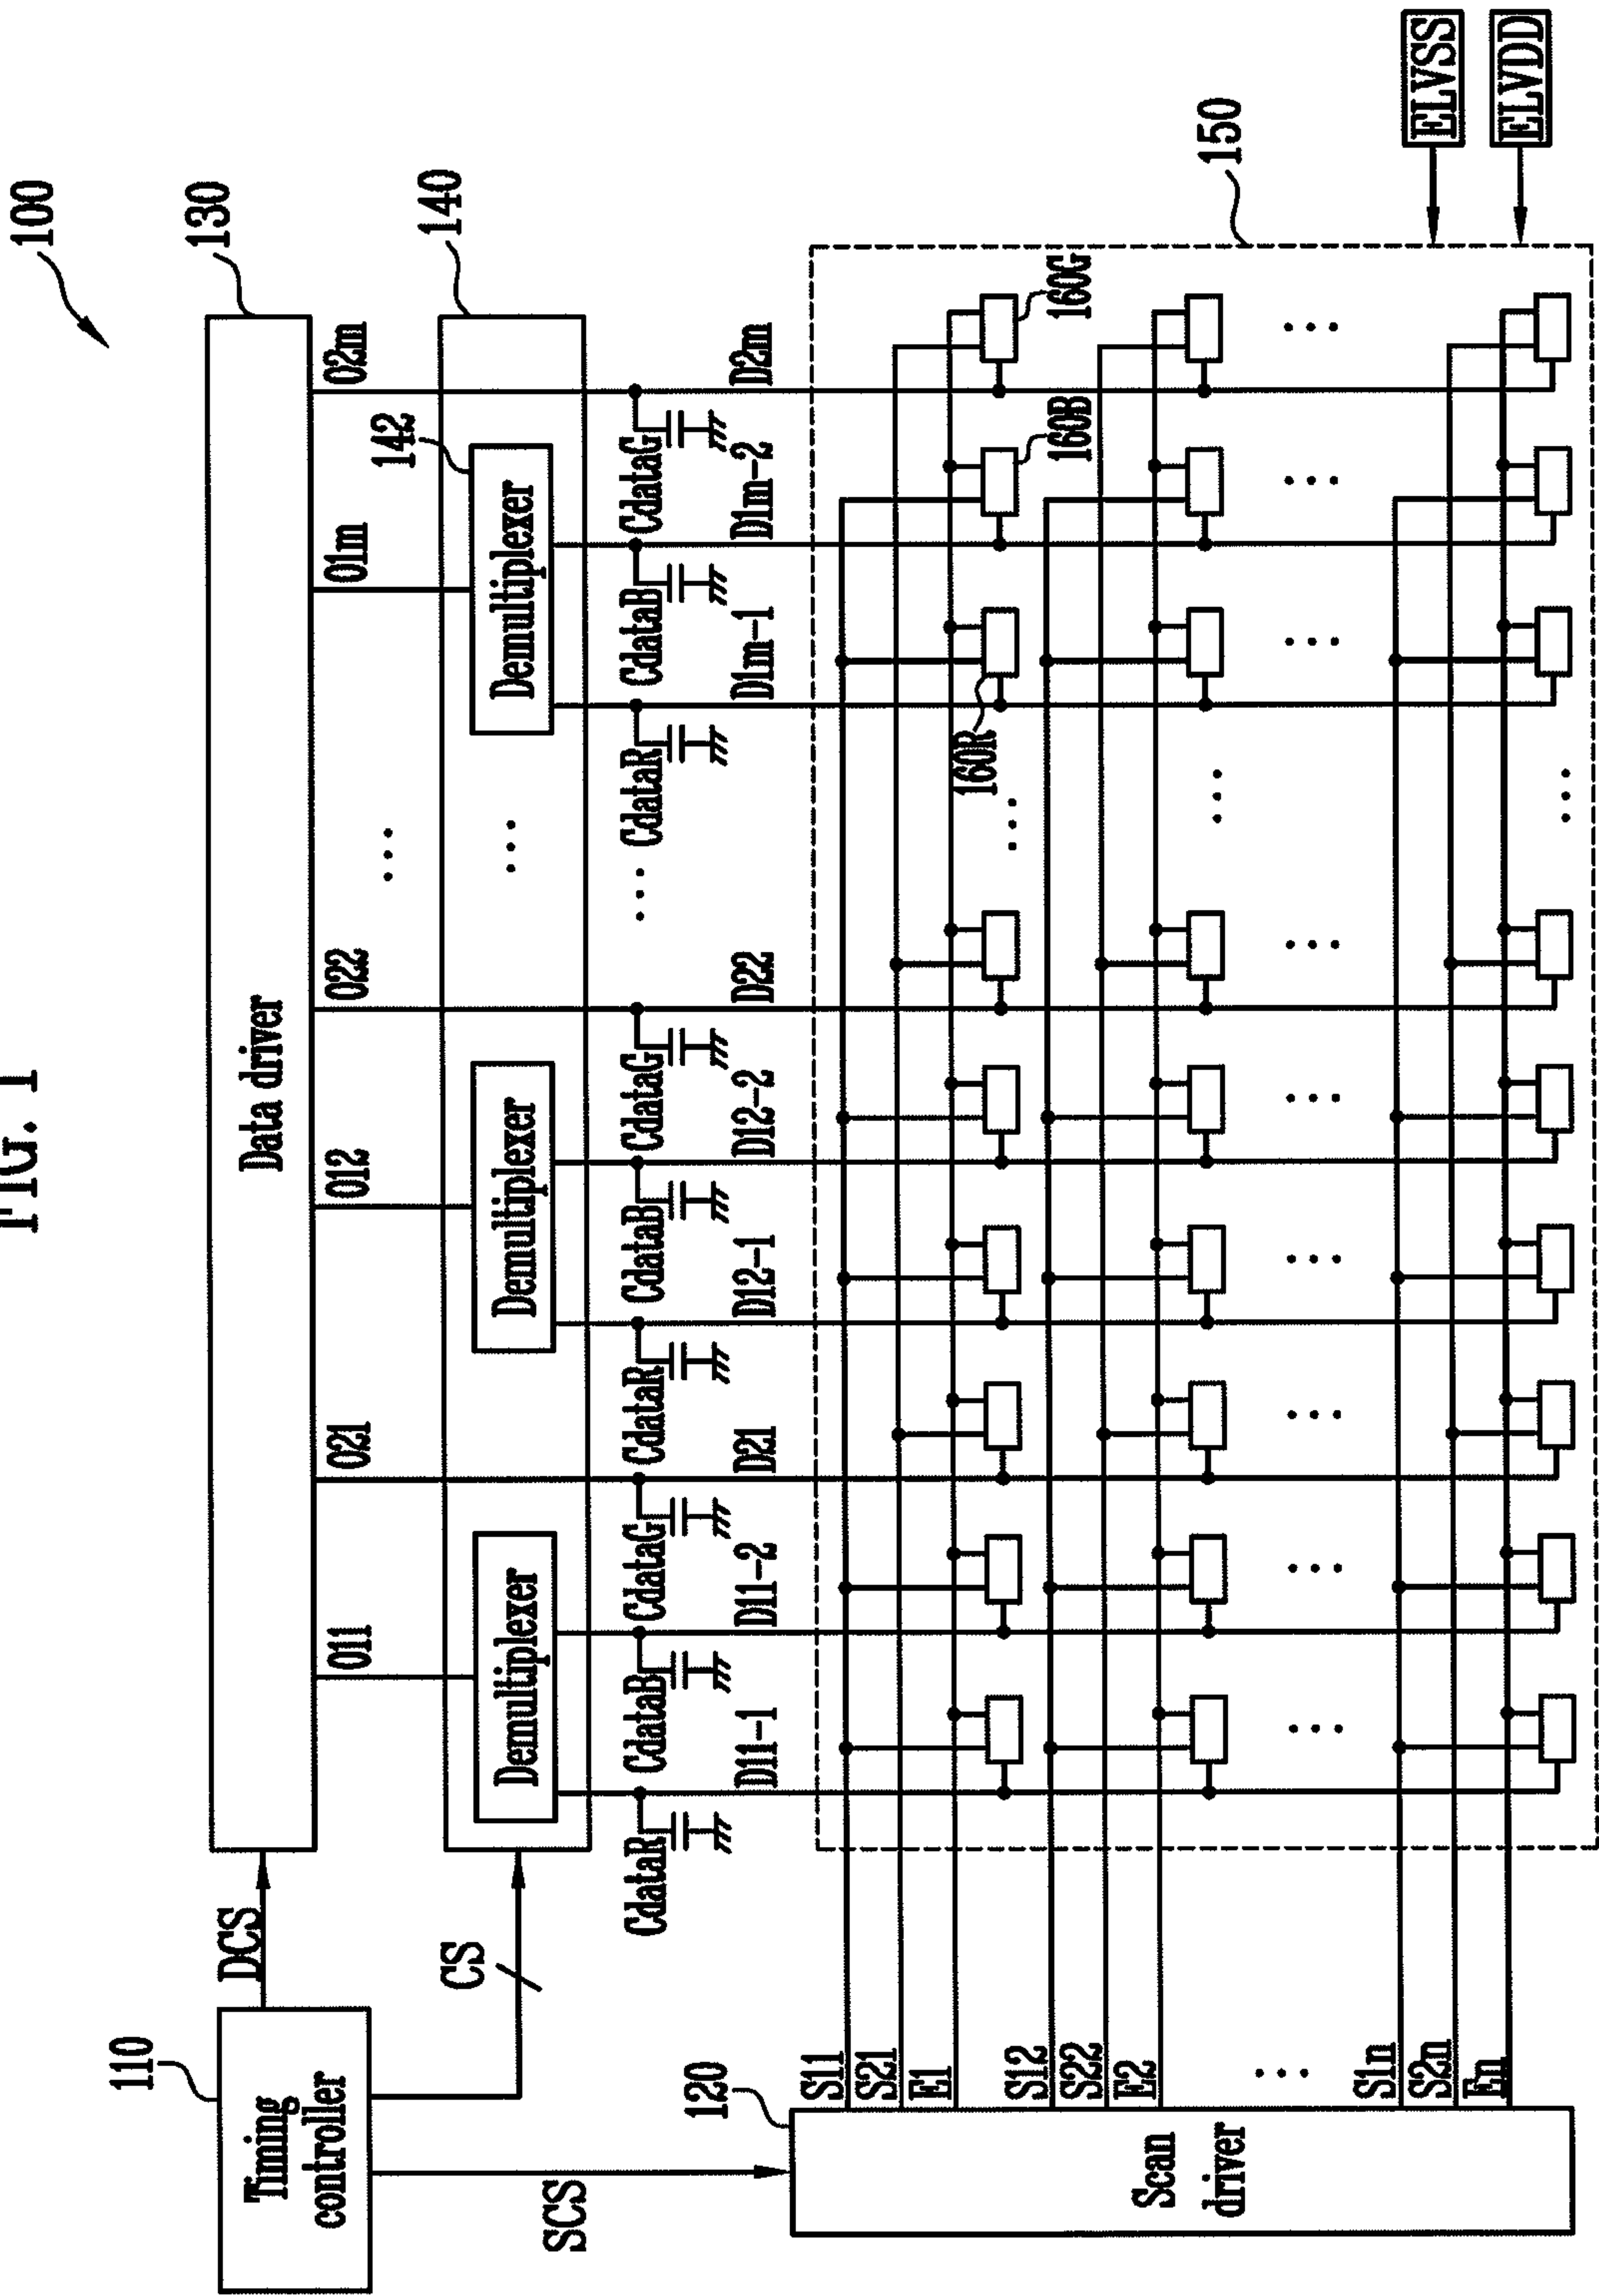 FIG. 1
100
110
Timing
controller
DCS
CS
SCS
130
Data driver
O11
O21
O12
O22
...
O1m
O2m
140
142
Demultiplexer
Demultiplexer
...
Demultiplexer
CdataR
CdataB
CdataG
CdataR
CdataB
CdataG
...
CdataR
CdataB
CdataG
D11-1
D11-2
D21
D12-1
D12-2
D22
D1m-1
D1m-2
D2m
120
Scan
driver
S11
S21
E1
S12
S22
E2
...
S1n
S2n
En
150
160R
160B
160G
ELVSS
ELVDD